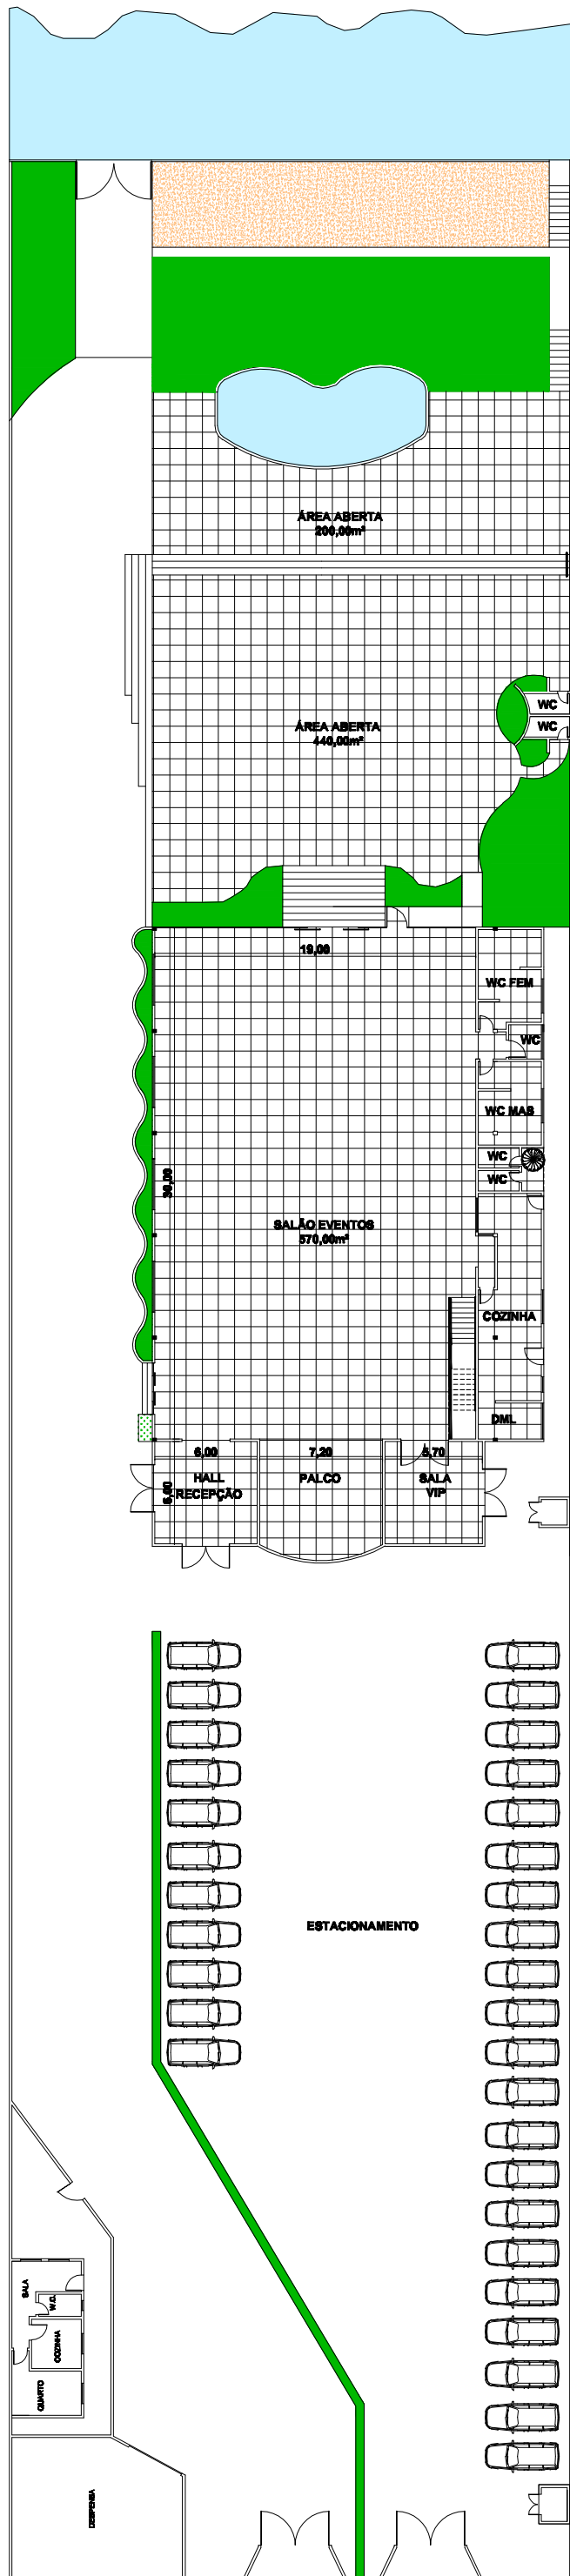 ÁREA ABERTA
200,00m²
WC
WC
ÁREA ABERTA
440,00m²
19,00
WC FEM
WC
WC MAS
WC
WC
30,00
SALÃO EVENTOS
570,00m²
COZINHA
DML
6,00
7,20
5,70
HALL
RECEPÇÃO
PALCO
SALA
VIP
6,00
ESTACIONAMENTO
SALA
W.C.
COZINHA
QUARTO
DESPENSA